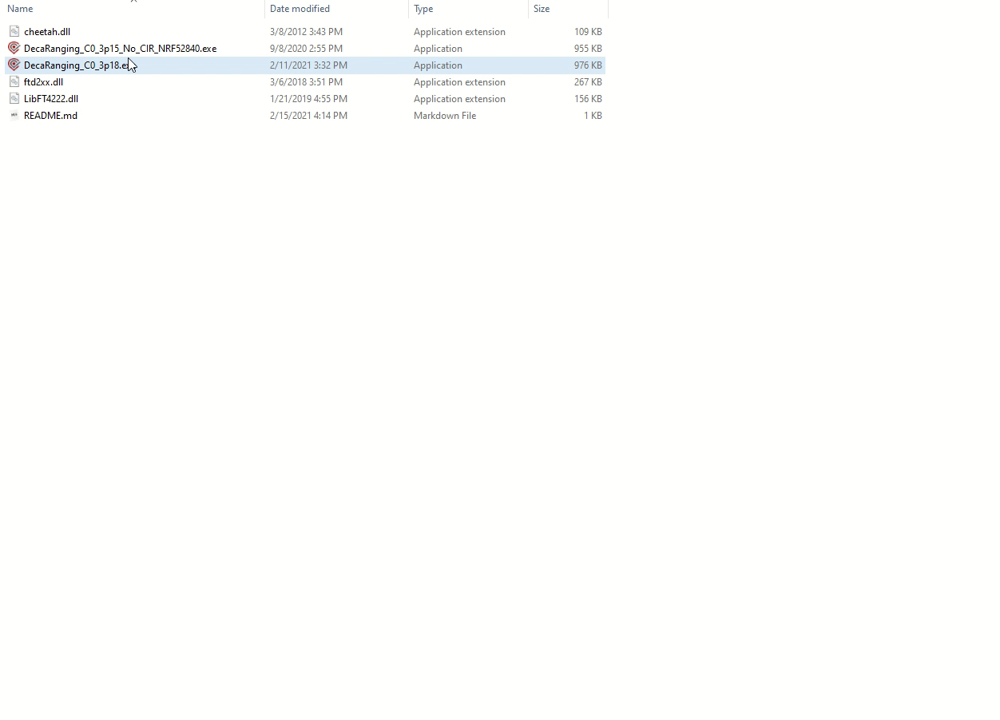 Name Date modified Type Size
cheetah.dll 3/8/2012 3:43 PM Application extension 109 KB
DecaRanging_C0_3p15_No_CIR_NRF52840.exe 9/8/2020 2:55 PM Application 955 KB
DecaRanging_C0_3p18.e 2/11/2021 3:32 PM Application 976 KB
ftd2xx.dll 3/6/2018 3:51 PM Application extension 267 KB
LibFT4222.dll 1/21/2019 4:55 PM Application extension 156 KB
README.md 2/15/2021 4:14 PM Markdown File 1 KB